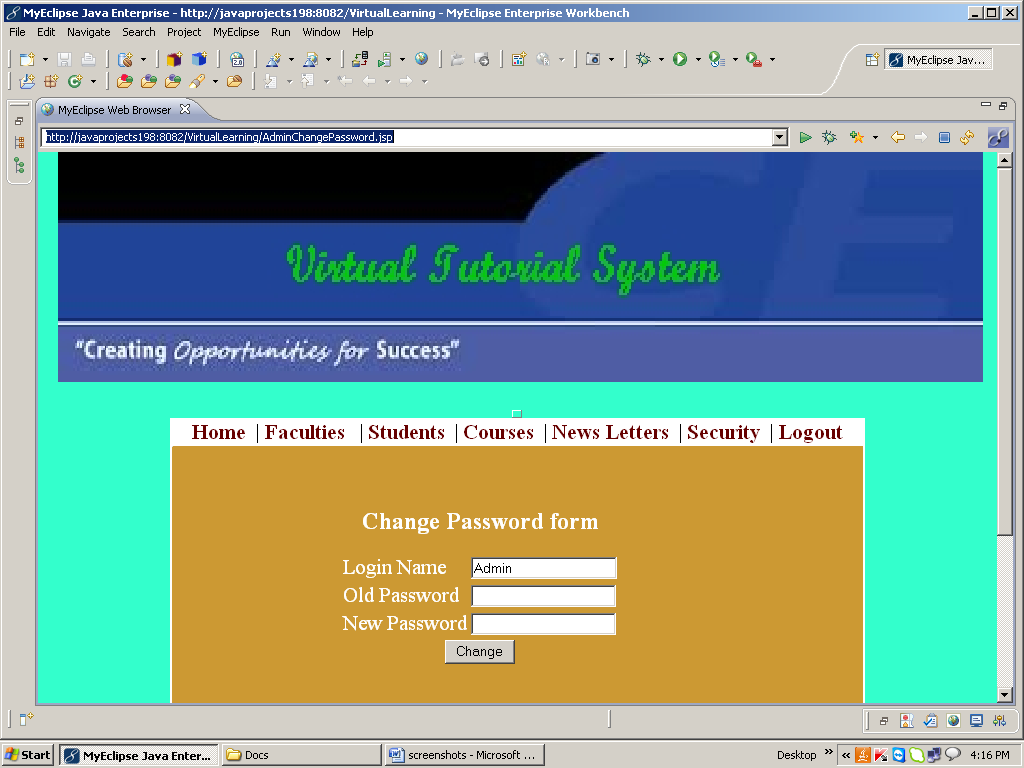 MyEclipse Java Enterprise - http://javaprojects198:8082/VirtualLearning - MyEclipse Enterprise Workbench
File Edit Navigate Search Project MyEclipse Run Window Help
2.0
MyEclipse Jav...
MyEclipse Web Browser
http://javaprojects198:8082/VirtualLearning/AdminChangePassword.jsp
CE
Virtual Tutorial System
"Creating Opportunities for Success"
Home | Faculties | Students | Courses | News Letters | Security | Logout
Change Password form
Login Name Admin
Old Password
New Password
Change
Start MyEclipse Java Enter... Docs screenshots - Microsoft ... Desktop » « 4:16 PM